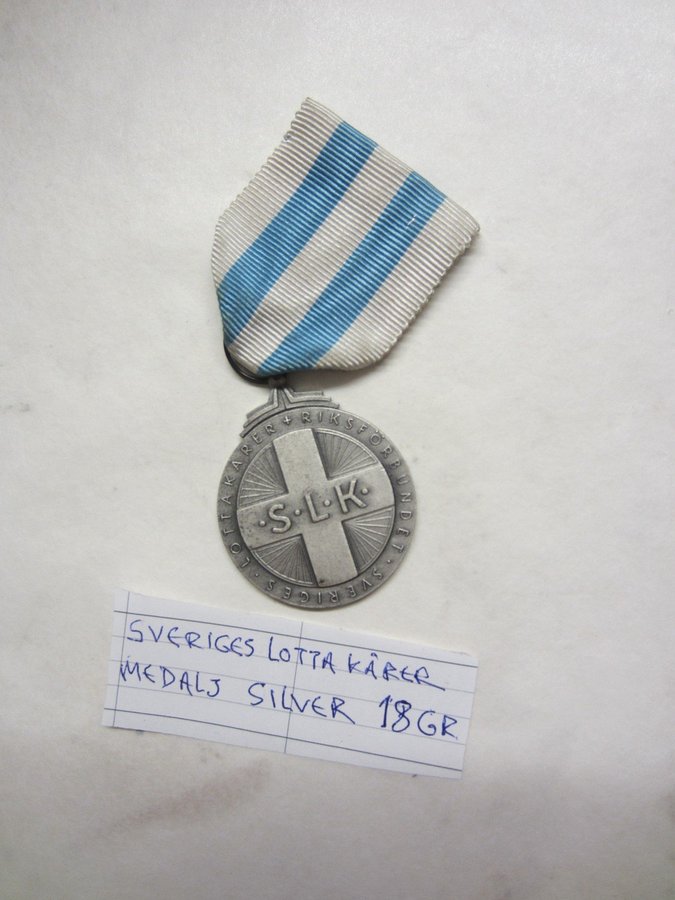 RIKSFÖRBUNDET · SVERIGES · LOTTAKÅRER +
· S · L · K ·
SVERIGES LOTTA KÅRER
MEDALJ SILVER 18GR